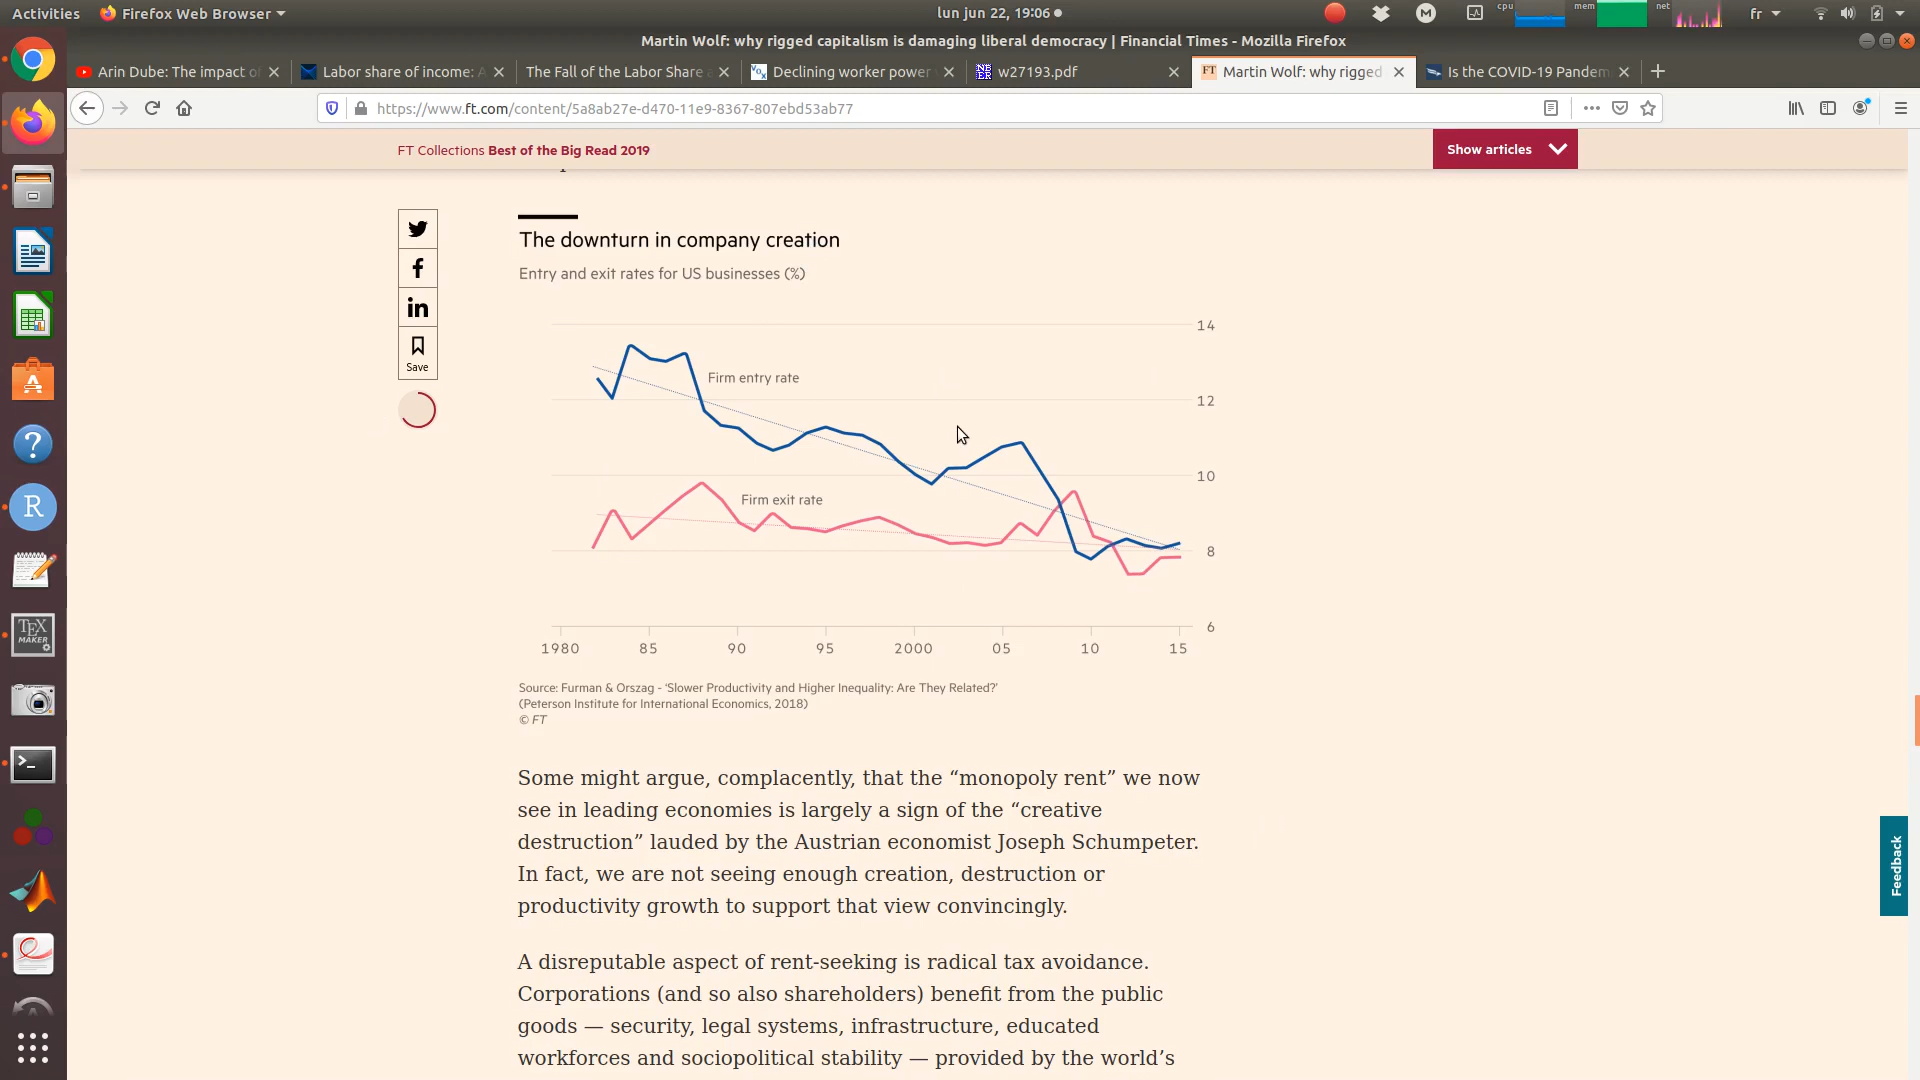 Activities
Firefox Web Browser
lun jun 22, 19:06
cpu
mem
net
fr
Martin Wolf: why rigged capitalism is damaging liberal democracy | Financial Times - Mozilla Firefox
Arin Dube: The impact of
Labor share of income: A
The Fall of the Labor Share a
VOX Declining worker power
NBER w27193.pdf
FT Martin Wolf: why rigged
Is the COVID-19 Pandem
https://www.ft.com/content/5a8ab27e-d470-11e9-8367-807ebd53ab77
FT Collections Best of the Big Read 2019
Show articles
Save
The downturn in company creation
Entry and exit rates for US businesses (%)
14
Firm entry rate
12
10
Firm exit rate
8
6
1980 85 90 95 2000 05 10 15
Source: Furman & Orszag - ‘Slower Productivity and Higher Inequality: Are They Related?’
(Peterson Institute for International Economics, 2018)
© FT
Some might argue, complacently, that the “monopoly rent” we now
see in leading economies is largely a sign of the “creative
destruction” lauded by the Austrian economist Joseph Schumpeter.
In fact, we are not seeing enough creation, destruction or
productivity growth to support that view convincingly.
A disreputable aspect of rent-seeking is radical tax avoidance.
Corporations (and so also shareholders) benefit from the public
goods — security, legal systems, infrastructure, educated
workforces and sociopolitical stability — provided by the world’s
Feedback
TEX
MAKER